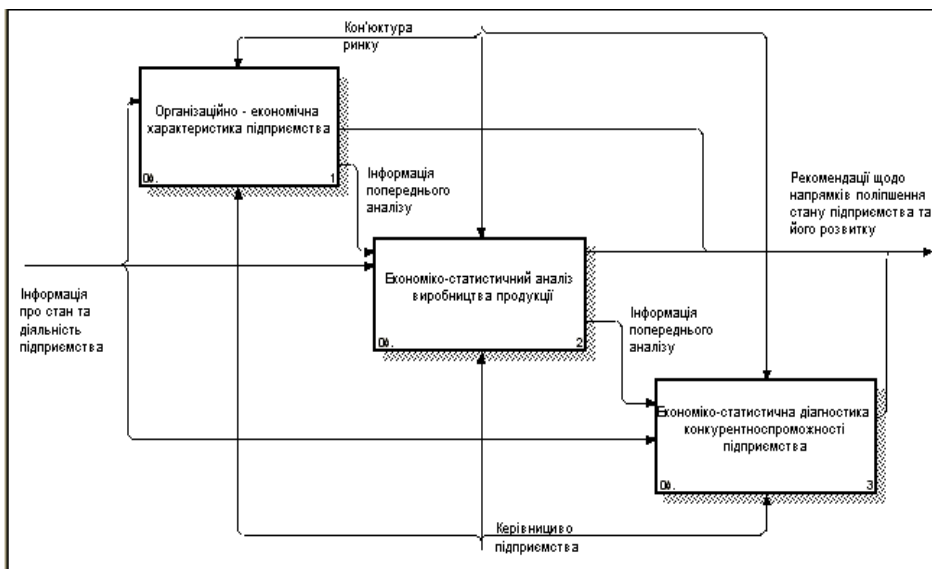 Кон'юктура
ринку
Організаційно - економічна
характеристика підприємства
0₴.
1
Інформація
попереднього
аналізу
Рекомендації щодо
напрямків поліпшення
стану підприємства та
його розвитку
Економіко-статистичний аналіз
виробництва продукції
0₴.
2
Інформація
про стан та
діяльність
підприємства
Інформація
попереднього
аналізу
Економіко-статистична діагностика
конкурентноспроможності
підприємства
0₴.
3
Керівнициво
підприємства